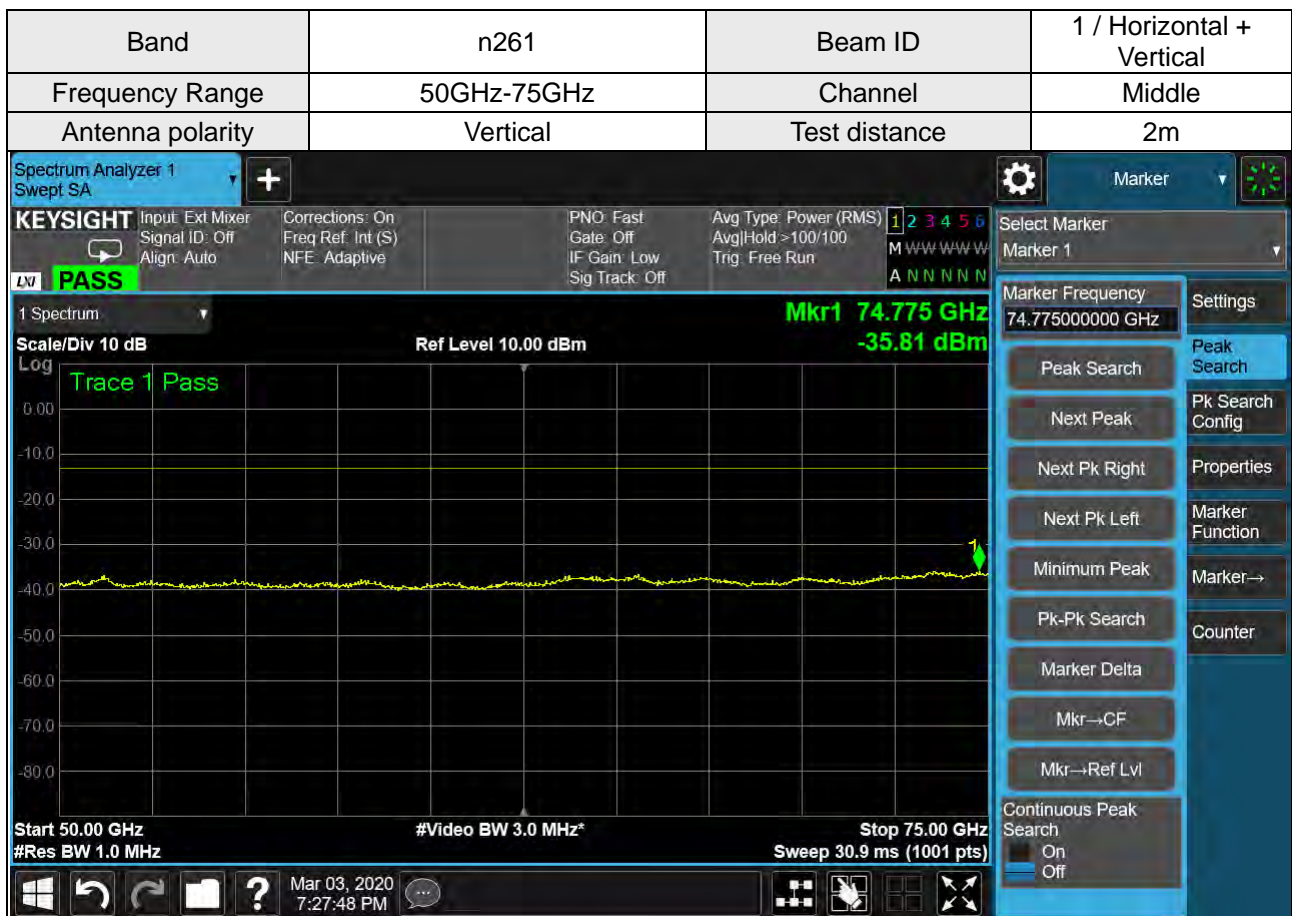 Band n261 Beam ID 1 / Horizontal + Vertical
Frequency Range 50GHz-75GHz Channel Middle
Antenna polarity Vertical Test distance 2m
Spectrum Analyzer 1
Swept SA
+
Marker
KEYSIGHT
LXI PASS
Input: Ext Mixer
Signal ID: Off
Align: Auto
Corrections: On
Freq Ref: Int (S)
NFE: Adaptive
PNO: Fast
Gate: Off
IF Gain: Low
Sig Track: Off
Avg Type: Power (RMS)
Avg|Hold >100/100
Trig: Free Run
1 2 3 4 5 6
M W W W W W
A N N N N N
Select Marker
Marker 1
1 Spectrum
Mkr1 74.775 GHz
Scale/Div 10 dB Ref Level 10.00 dBm -35.81 dBm
Log
Trace 1 Pass
0.00
-10.0
-20.0
-30.0
-40.0
-50.0
-60.0
-70.0
-80.0
1
Start 50.00 GHz #Video BW 3.0 MHz* Stop 75.00 GHz
#Res BW 1.0 MHz Sweep 30.9 ms (1001 pts)
Marker Frequency
74.775000000 GHz
Peak Search
Next Peak
Next Pk Right
Next Pk Left
Minimum Peak
Pk-Pk Search
Marker Delta
Mkr→CF
Mkr→Ref Lvl
Continuous Peak
Search
On
Off
Settings
Peak
Search
Pk Search
Config
Properties
Marker
Function
Marker→
Counter
?
Mar 03, 2020
7:27:48 PM